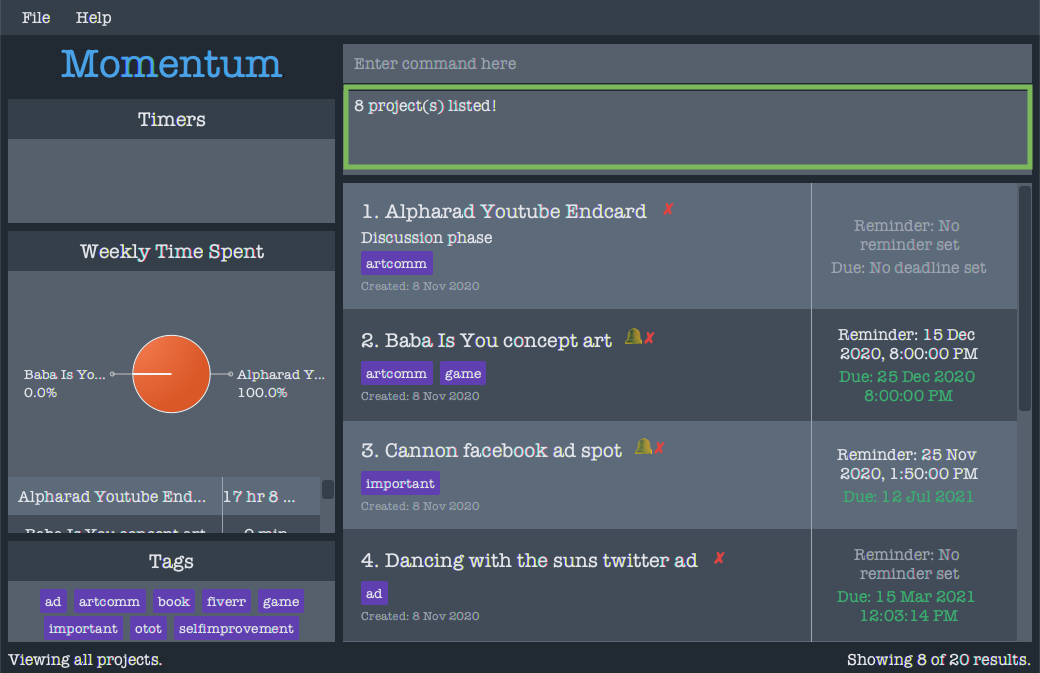 File Help
Momentum
Enter command here
8 project(s) listed!
Timers
Weekly Time Spent
Baba Is Yo...
0.0%
Alpharad Y...
100.0%
Alpharad Youtube End... 17 hr 8 ...
Baba Is You concept art 0 min
Tags
ad artcomm book fiverr game
important otot selfimprovement
1. Alpharad Youtube Endcard ✗
Discussion phase
artcomm
Created: 8 Nov 2020
Reminder: No
reminder set
Due: No deadline set
2. Baba Is You concept art ✗
artcomm game
Created: 8 Nov 2020
Reminder: 15 Dec
2020, 8:00:00 PM
Due: 25 Dec 2020
8:00:00 PM
3. Cannon facebook ad spot ✗
important
Created: 8 Nov 2020
Reminder: 25 Nov
2020, 1:50:00 PM
Due: 12 Jul 2021
4. Dancing with the suns twitter ad ✗
ad
Created: 8 Nov 2020
Reminder: No
reminder set
Due: 15 Mar 2021
12:03:14 PM
Viewing all projects.
Showing 8 of 20 results.